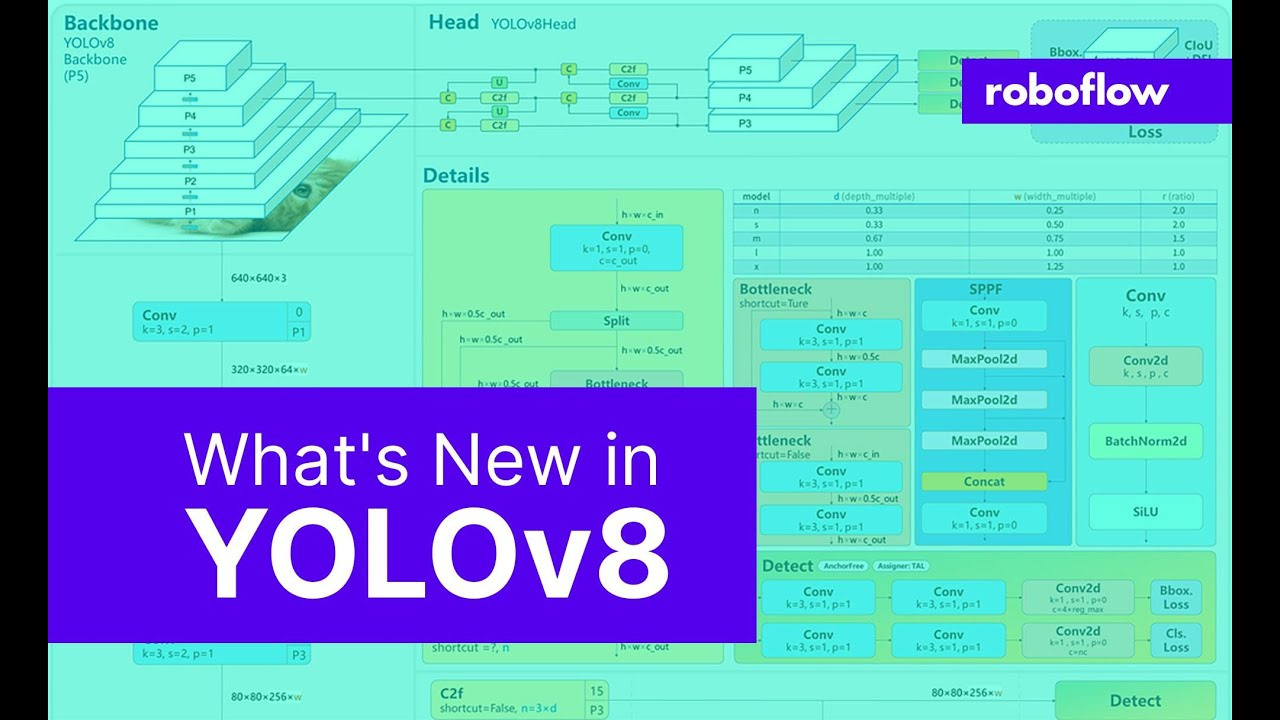 Backbone
YOLOv8
Backbone
(P5)
P5
P4
P3
P2
P1
640×640×3
Conv
k=3, s=2, p=1
0
P1
320×320×64×w
Head YOLOv8Head
U
C
C2f
U
C
C2f
C
C2f
Conv
C
C2f
Conv
P5
P4
P3
Bbox.
CIoU
Loss
roboflow
Details
h×w×c_in
Conv
k=1, s=1, p=0,
c=c_out
h×w×c_out
h×w×0.5c_out
Split
h×w×0.5c_out
h×w×0.5c_out
h×w×0.5c_out
Bottleneck
model d (depth_multiple) w (width_multiple) r (ratio)
n 0.33 0.25 2.0
s 0.33 0.50 2.0
m 0.67 0.75 1.5
l 1.00 1.00 1.0
x 1.00 1.25 1.0
Bottleneck
shortcut=Ture
h×w×c
Conv
k=3, s=1, p=1
h×w×0.5c
Conv
k=3, s=1, p=1
h×w×c
h×w×c
shortcut=False
h×w×c_in
Conv
k=3, s=1, p=1
h×w×0.5c_out
Conv
k=3, s=1, p=1
h×w×c_out
SPPF
Conv
k=1, s=1, p=0
MaxPool2d
MaxPool2d
MaxPool2d
Concat
Conv
k=1, s=1, p=0
Conv
k, s, p, c
Conv2d
k, s, p, c
BatchNorm2d
SiLU
What's New in
YOLOv8
Detect AnchorFree Assigner: TAL
Conv
k=3, s=1, p=1
Conv
k=3, s=1, p=1
Conv2d
k=1, s=1, p=0
c=4×reg_max
Bbox.
Loss
Conv
k=3, s=1, p=1
Conv
k=3, s=1, p=1
Conv2d
k=1, s=1, p=0
c=nc
Cls.
Loss
k=3, s=2, p=1
P3
shortcut =?, n
h×w×c_out
80×80×256×w
C2f
shortcut=False, n=3×d
15
P3
80×80×256×w
Detect